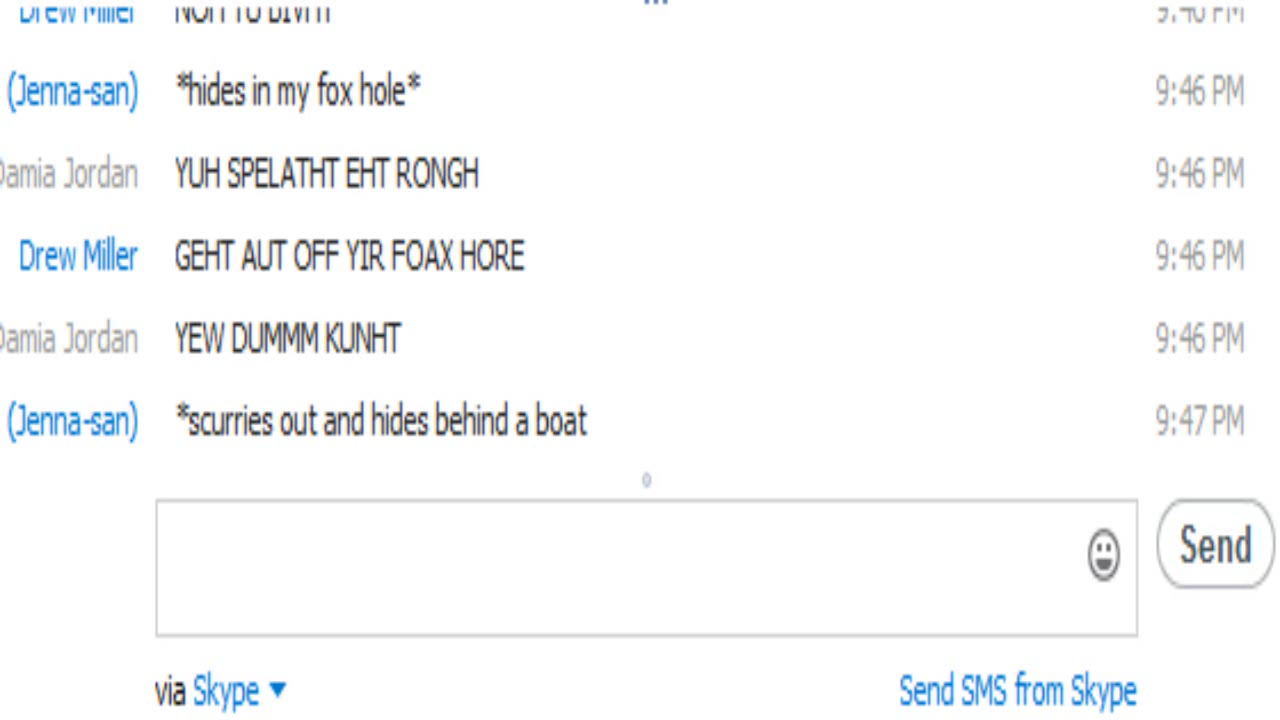 Drew Miller
(Jenna-san) *hides in my fox hole* 9:46 PM
Damia Jordan YUH SPELATHT EHT RONGH 9:46 PM
Drew Miller GEHT AUT OFF YIR FOAX HORE 9:46 PM
Damia Jordan YEW DUMMM KUNHT 9:46 PM
(Jenna-san) *scurries out and hides behind a boat 9:47 PM
Send
via Skype Send SMS from Skype